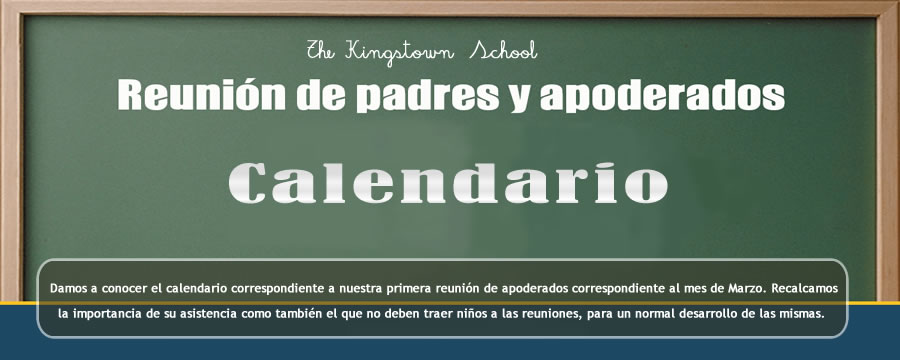 The Kingstown School
Reunión de padres y apoderados
Calendario
Damos a conocer el calendario correspondiente a nuestra primera reunión de apoderados correspondiente al mes de Marzo. Recalcamos
la importancia de su asistencia como también el que no deben traer niños a las reuniones, para un normal desarrollo de las mismas.